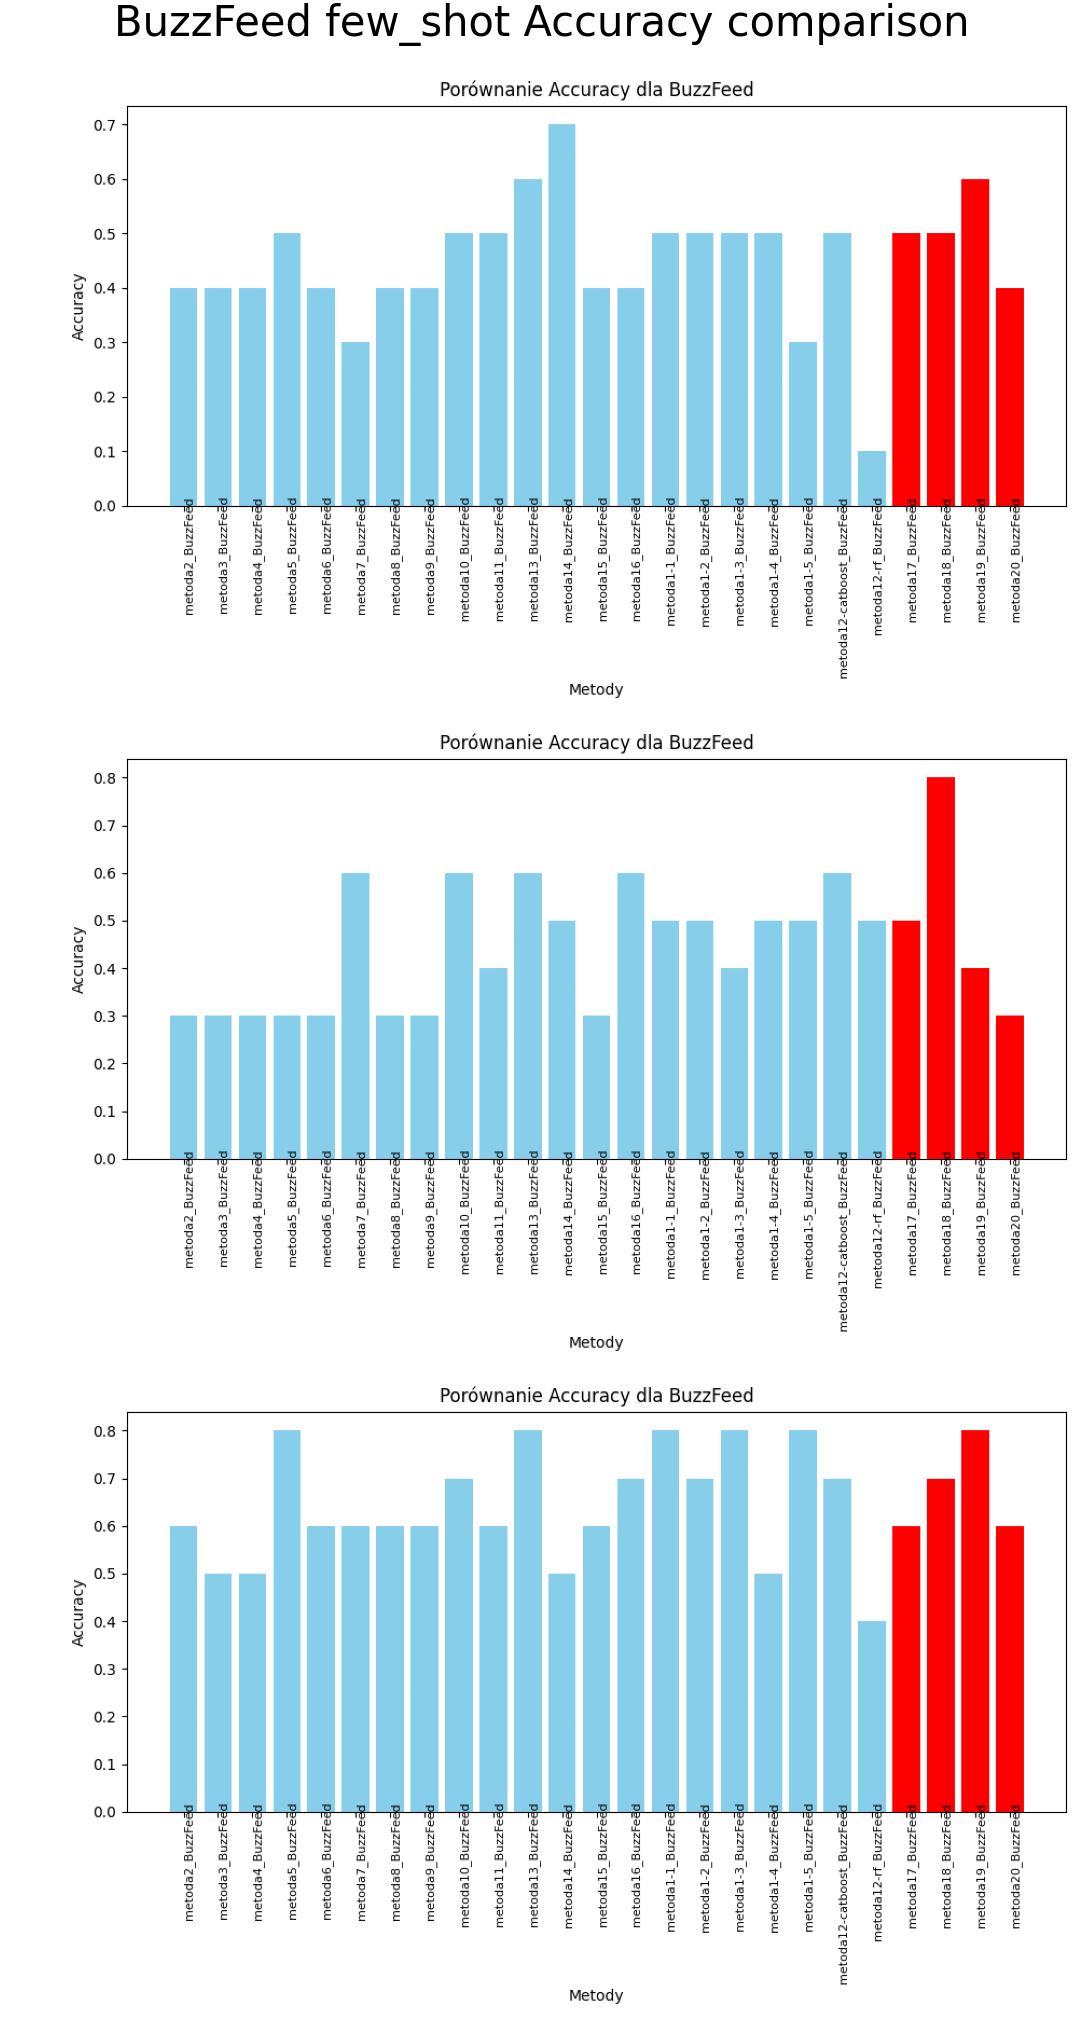 BuzzFeed few_shot Accuracy comparison
Porównanie Accuracy dla BuzzFeed
0.7
0.6
0.5
0.4
0.3
0.2
0.1
0.0
Accuracy
metoda2_BuzzFeed
metoda3_BuzzFeed
metoda4_BuzzFeed
metoda5_BuzzFeed
metoda6_BuzzFeed
metoda7_BuzzFeed
metoda8_BuzzFeed
metoda9_BuzzFeed
metoda10_BuzzFeed
metoda11_BuzzFeed
metoda13_BuzzFeed
metoda14_BuzzFeed
metoda15_BuzzFeed
metoda16_BuzzFeed
metoda1-1_BuzzFeed
metoda1-2_BuzzFeed
metoda1-3_BuzzFeed
metoda1-4_BuzzFeed
metoda1-5_BuzzFeed
metoda12-catboost_BuzzFeed
metoda12-rf_BuzzFeed
metoda17_BuzzFeed
metoda18_BuzzFeed
metoda19_BuzzFeed
metoda20_BuzzFeed
Metody
Porównanie Accuracy dla BuzzFeed
0.8
0.7
0.6
0.5
0.4
0.3
0.2
0.1
0.0
Accuracy
metoda2_BuzzFeed
metoda3_BuzzFeed
metoda4_BuzzFeed
metoda5_BuzzFeed
metoda6_BuzzFeed
metoda7_BuzzFeed
metoda8_BuzzFeed
metoda9_BuzzFeed
metoda10_BuzzFeed
metoda11_BuzzFeed
metoda13_BuzzFeed
metoda14_BuzzFeed
metoda15_BuzzFeed
metoda16_BuzzFeed
metoda1-1_BuzzFeed
metoda1-2_BuzzFeed
metoda1-3_BuzzFeed
metoda1-4_BuzzFeed
metoda1-5_BuzzFeed
metoda12-catboost_BuzzFeed
metoda12-rf_BuzzFeed
metoda17_BuzzFeed
metoda18_BuzzFeed
metoda19_BuzzFeed
metoda20_BuzzFeed
Metody
Porównanie Accuracy dla BuzzFeed
0.8
0.7
0.6
0.5
0.4
0.3
0.2
0.1
0.0
Accuracy
metoda2_BuzzFeed
metoda3_BuzzFeed
metoda4_BuzzFeed
metoda5_BuzzFeed
metoda6_BuzzFeed
metoda7_BuzzFeed
metoda8_BuzzFeed
metoda9_BuzzFeed
metoda10_BuzzFeed
metoda11_BuzzFeed
metoda13_BuzzFeed
metoda14_BuzzFeed
metoda15_BuzzFeed
metoda16_BuzzFeed
metoda1-1_BuzzFeed
metoda1-2_BuzzFeed
metoda1-3_BuzzFeed
metoda1-4_BuzzFeed
metoda1-5_BuzzFeed
metoda12-catboost_BuzzFeed
metoda12-rf_BuzzFeed
metoda17_BuzzFeed
metoda18_BuzzFeed
metoda19_BuzzFeed
metoda20_BuzzFeed
Metody